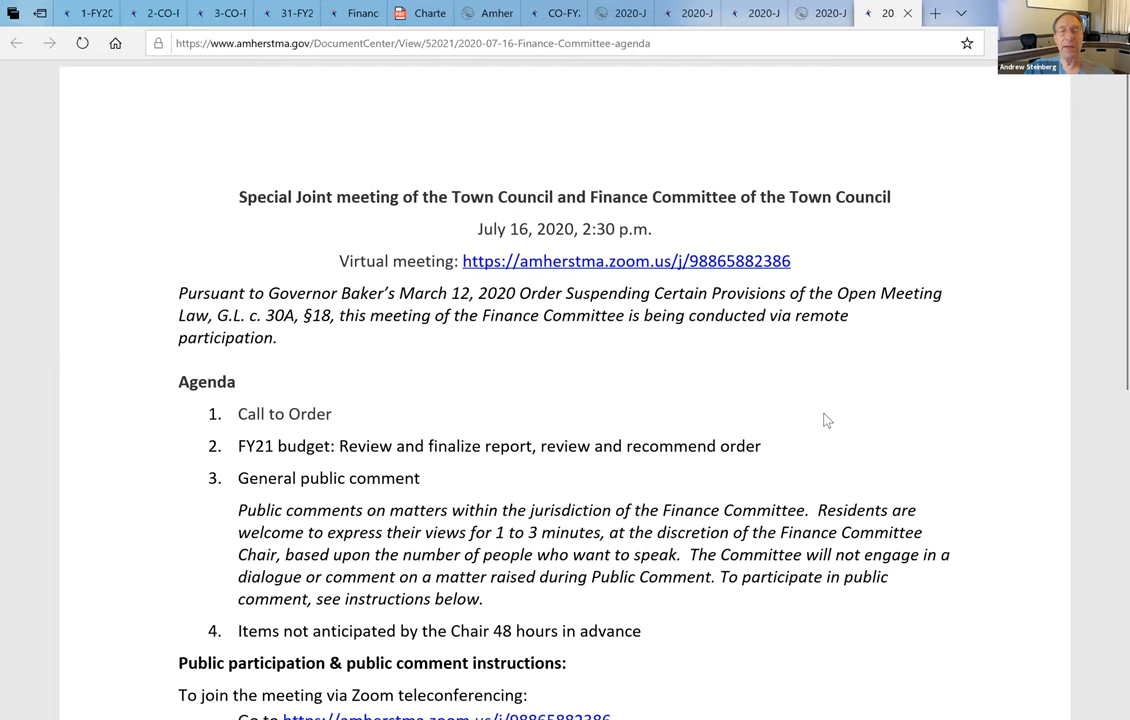 1-FY20
2-CO-F
3-CO-F
31-FY2
Financ
Charte
Amher
CO-FY.
2020-J
2020-J
2020-J
2020-J
20
https://www.amherstma.gov/DocumentCenter/View/52021/2020-07-16-Finance-Committee-agenda
Andrew Steinberg
Special Joint meeting of the Town Council and Finance Committee of the Town Council
July 16, 2020, 2:30 p.m.
Virtual meeting: https://amherstma.zoom.us/j/98865882386
Pursuant to Governor Baker’s March 12, 2020 Order Suspending Certain Provisions of the Open Meeting
Law, G.L. c. 30A, §18, this meeting of the Finance Committee is being conducted via remote
participation.
Agenda
1. Call to Order
2. FY21 budget: Review and finalize report, review and recommend order
3. General public comment
Public comments on matters within the jurisdiction of the Finance Committee.  Residents are
welcome to express their views for 1 to 3 minutes, at the discretion of the Finance Committee
Chair, based upon the number of people who want to speak.  The Committee will not engage in a
dialogue or comment on a matter raised during Public Comment. To participate in public
comment, see instructions below.
4. Items not anticipated by the Chair 48 hours in advance
Public participation & public comment instructions:
To join the meeting via Zoom teleconferencing:
Go to https://amherstma.zoom.us/j/98865882386